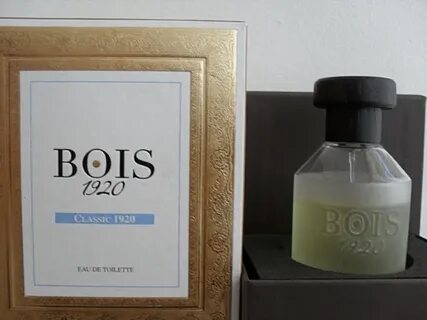 BOIS
1920
CLASSIC 1920
EAU DE TOILETTE
BOIS
1920